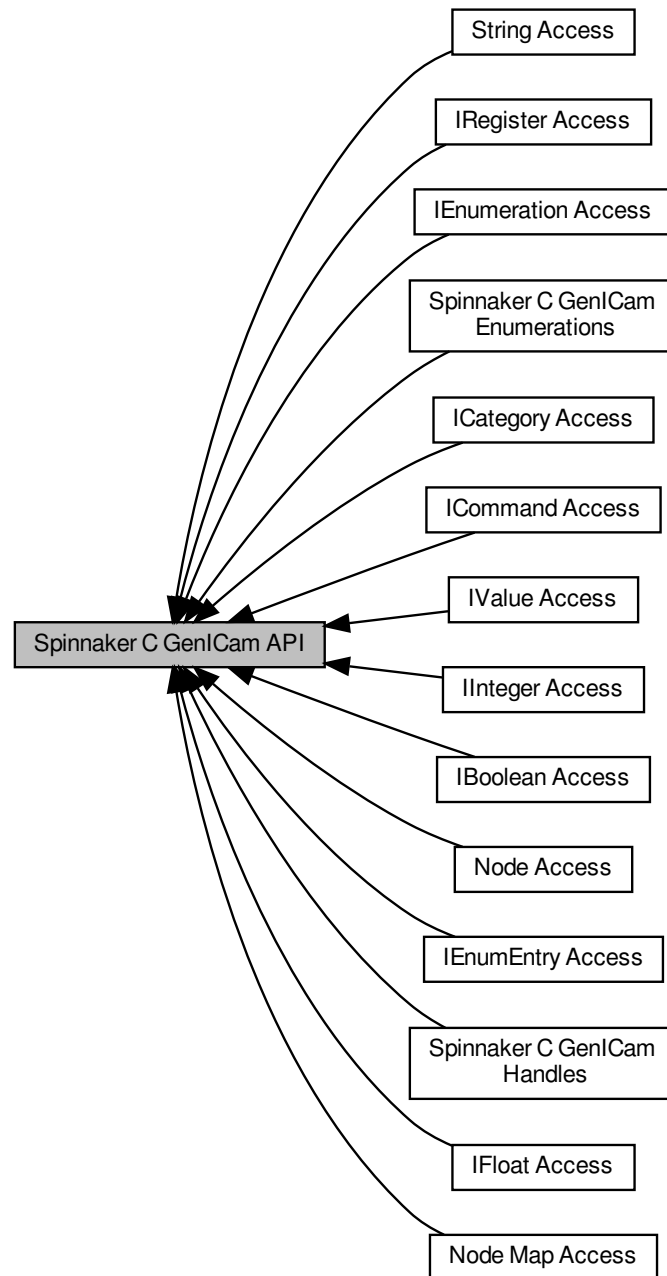 String Access
IRegister Access
IEnumeration Access
Spinnaker C GenICam
Enumerations
ICategory Access
ICommand Access
IValue Access
Spinnaker C GenICam API
IInteger Access
IBoolean Access
Node Access
IEnumEntry Access
Spinnaker C GenICam
Handles
IFloat Access
Node Map Access